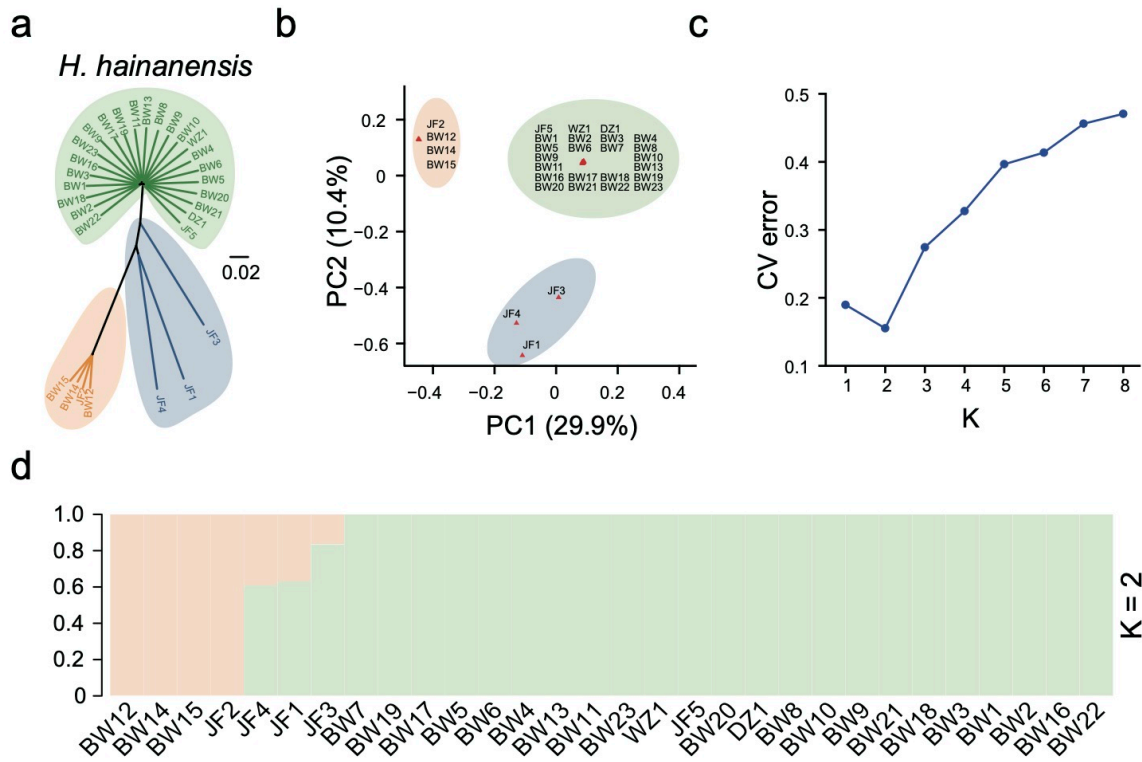 a
b
c
H. hainanensis
BW13
BW11
BW8
BW19
BW9
BW17
BW10
BW9
WZ1
BW23
BW4
BW16
BW6
BW3
BW5
BW1
BW20
BW18
BW21
BW2
DZ1
BW22
JF5
0.02
JF3
JF1
JF4
BW15
BW14
JF2
BW12
0.2
0
−0.2
−0.4
−0.6
PC2 (10.4%)
JF2
BW12
BW14
BW15
JF5 WZ1 DZ1
BW1 BW2 BW3 BW4
BW5 BW6 BW7 BW8
BW9 BW10
BW11 BW13
BW16 BW17 BW18 BW19
BW20 BW21 BW22 BW23
JF3
JF4
JF1
−0.4 −0.2 0 0.2 0.4
PC1 (29.9%)
0.5
0.4
0.3
0.2
0.1
CV error
1 2 3 4 5 6 7 8
K
d
1.0
0.8
0.6
0.4
0.2
0
K = 2
BW12 BW14 BW15 JF2 JF4 JF1 JF3 BW7 BW19 BW17 BW5 BW6 BW4 BW13 BW11 BW23 WZ1 JF5 BW20 DZ1 BW8 BW10 BW9 BW21 BW18 BW3 BW1 BW2 BW16 BW22